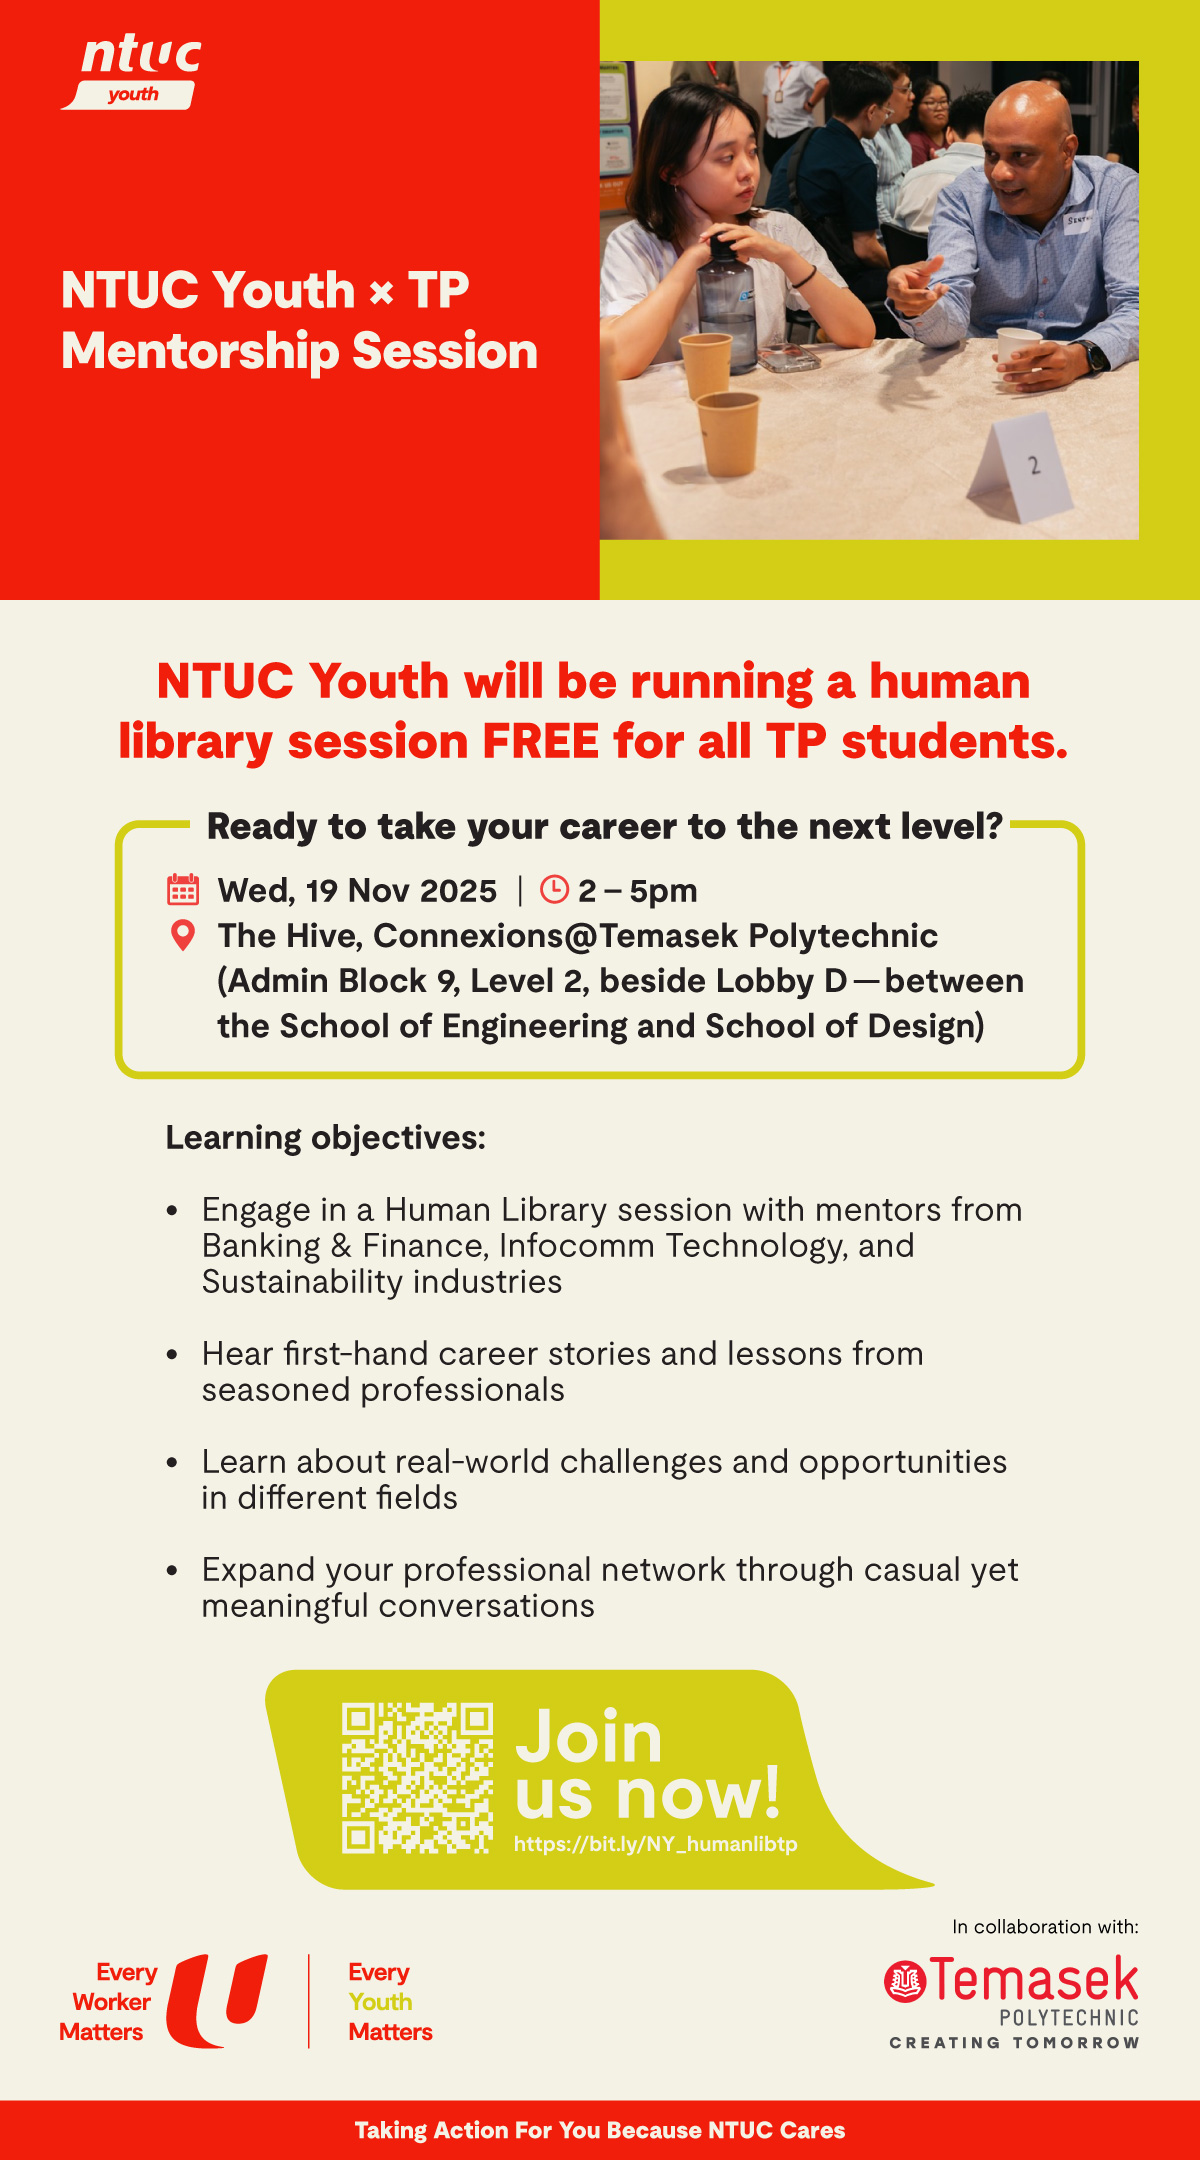 ntuc
youth
NTUC Youth × TP
Mentorship Session
2
NTUC Youth will be running a human
library session FREE for all TP students.
Ready to take your career to the next level?
Wed, 19 Nov 2025 | 2 – 5pm
The Hive, Connexions@Temasek Polytechnic
(Admin Block 9, Level 2, beside Lobby D — between
the School of Engineering and School of Design)
Learning objectives:
• Engage in a Human Library session with mentors from
Banking & Finance, Infocomm Technology, and
Sustainability industries
• Hear first-hand career stories and lessons from
seasoned professionals
• Learn about real-world challenges and opportunities
in different fields
• Expand your professional network through casual yet
meaningful conversations
Join
us now!
https://bit.ly/NY_humanlibtp
In collaboration with:
Every
Worker
Matters
Every
Youth
Matters
Temasek
POLYTECHNIC
CREATING TOMORROW
Taking Action For You Because NTUC Cares